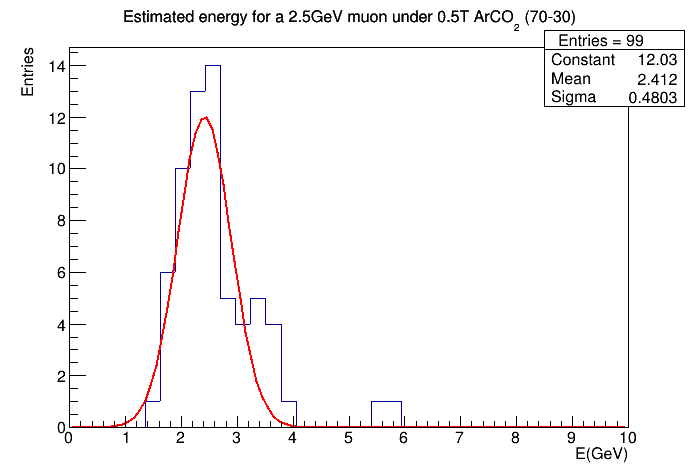 Estimated energy for a 2.5GeV muon under 0.5T ArCO2 (70-30)
Entries = 99
Constant 12.03
Mean 2.412
Sigma 0.4803
Entries
14
12
10
8
6
4
2
0
0 1 2 3 4 5 6 7 8 9 10
E(GeV)